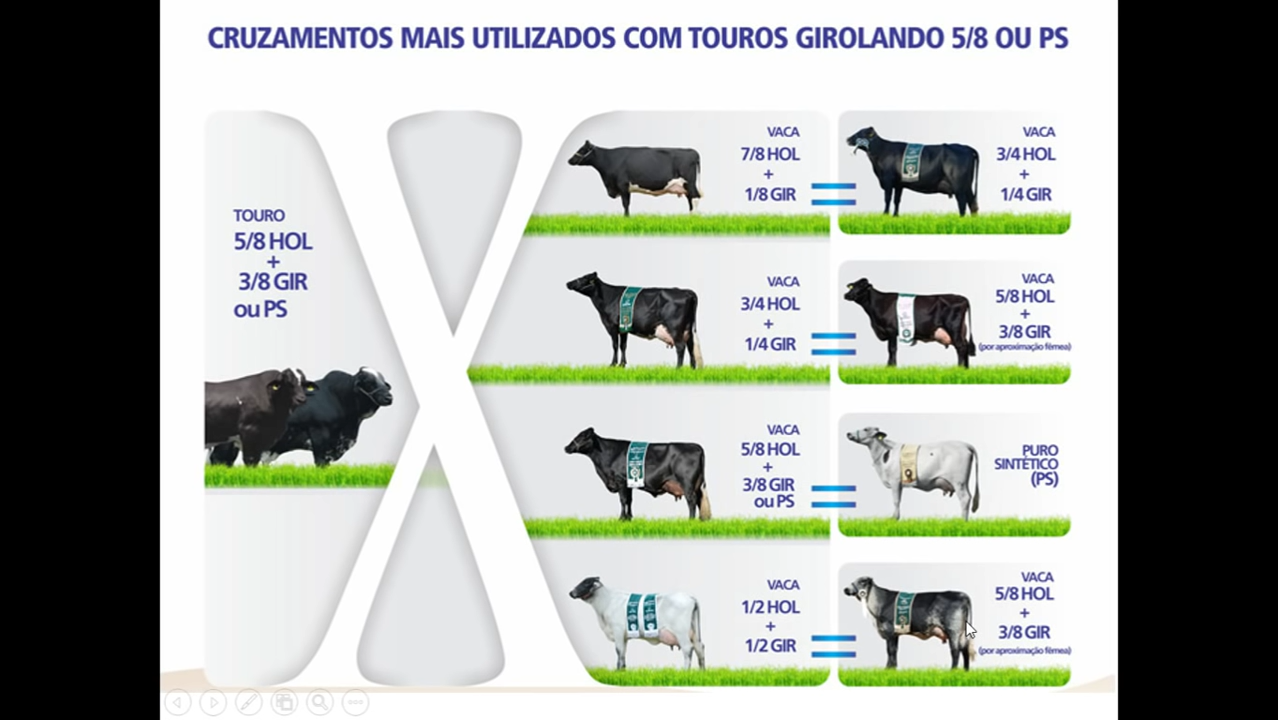 CRUZAMENTOS MAIS UTILIZADOS COM TOUROS GIROLANDO 5/8 OU PS
TOURO
5/8 HOL
+
3/8 GIR
ou PS
VACA
7/8 HOL
+
1/8 GIR
=
VACA
3/4 HOL
+
1/4 GIR
VACA
3/4 HOL
+
1/4 GIR
=
VACA
5/8 HOL
+
3/8 GIR
(por aproximação fêmea)
VACA
5/8 HOL
+
3/8 GIR
ou PS
=
PURO
SINTÉTICO
(PS)
VACA
1/2 HOL
+
1/2 GIR
=
VACA
5/8 HOL
+
3/8 GIR
(por aproximação fêmea)